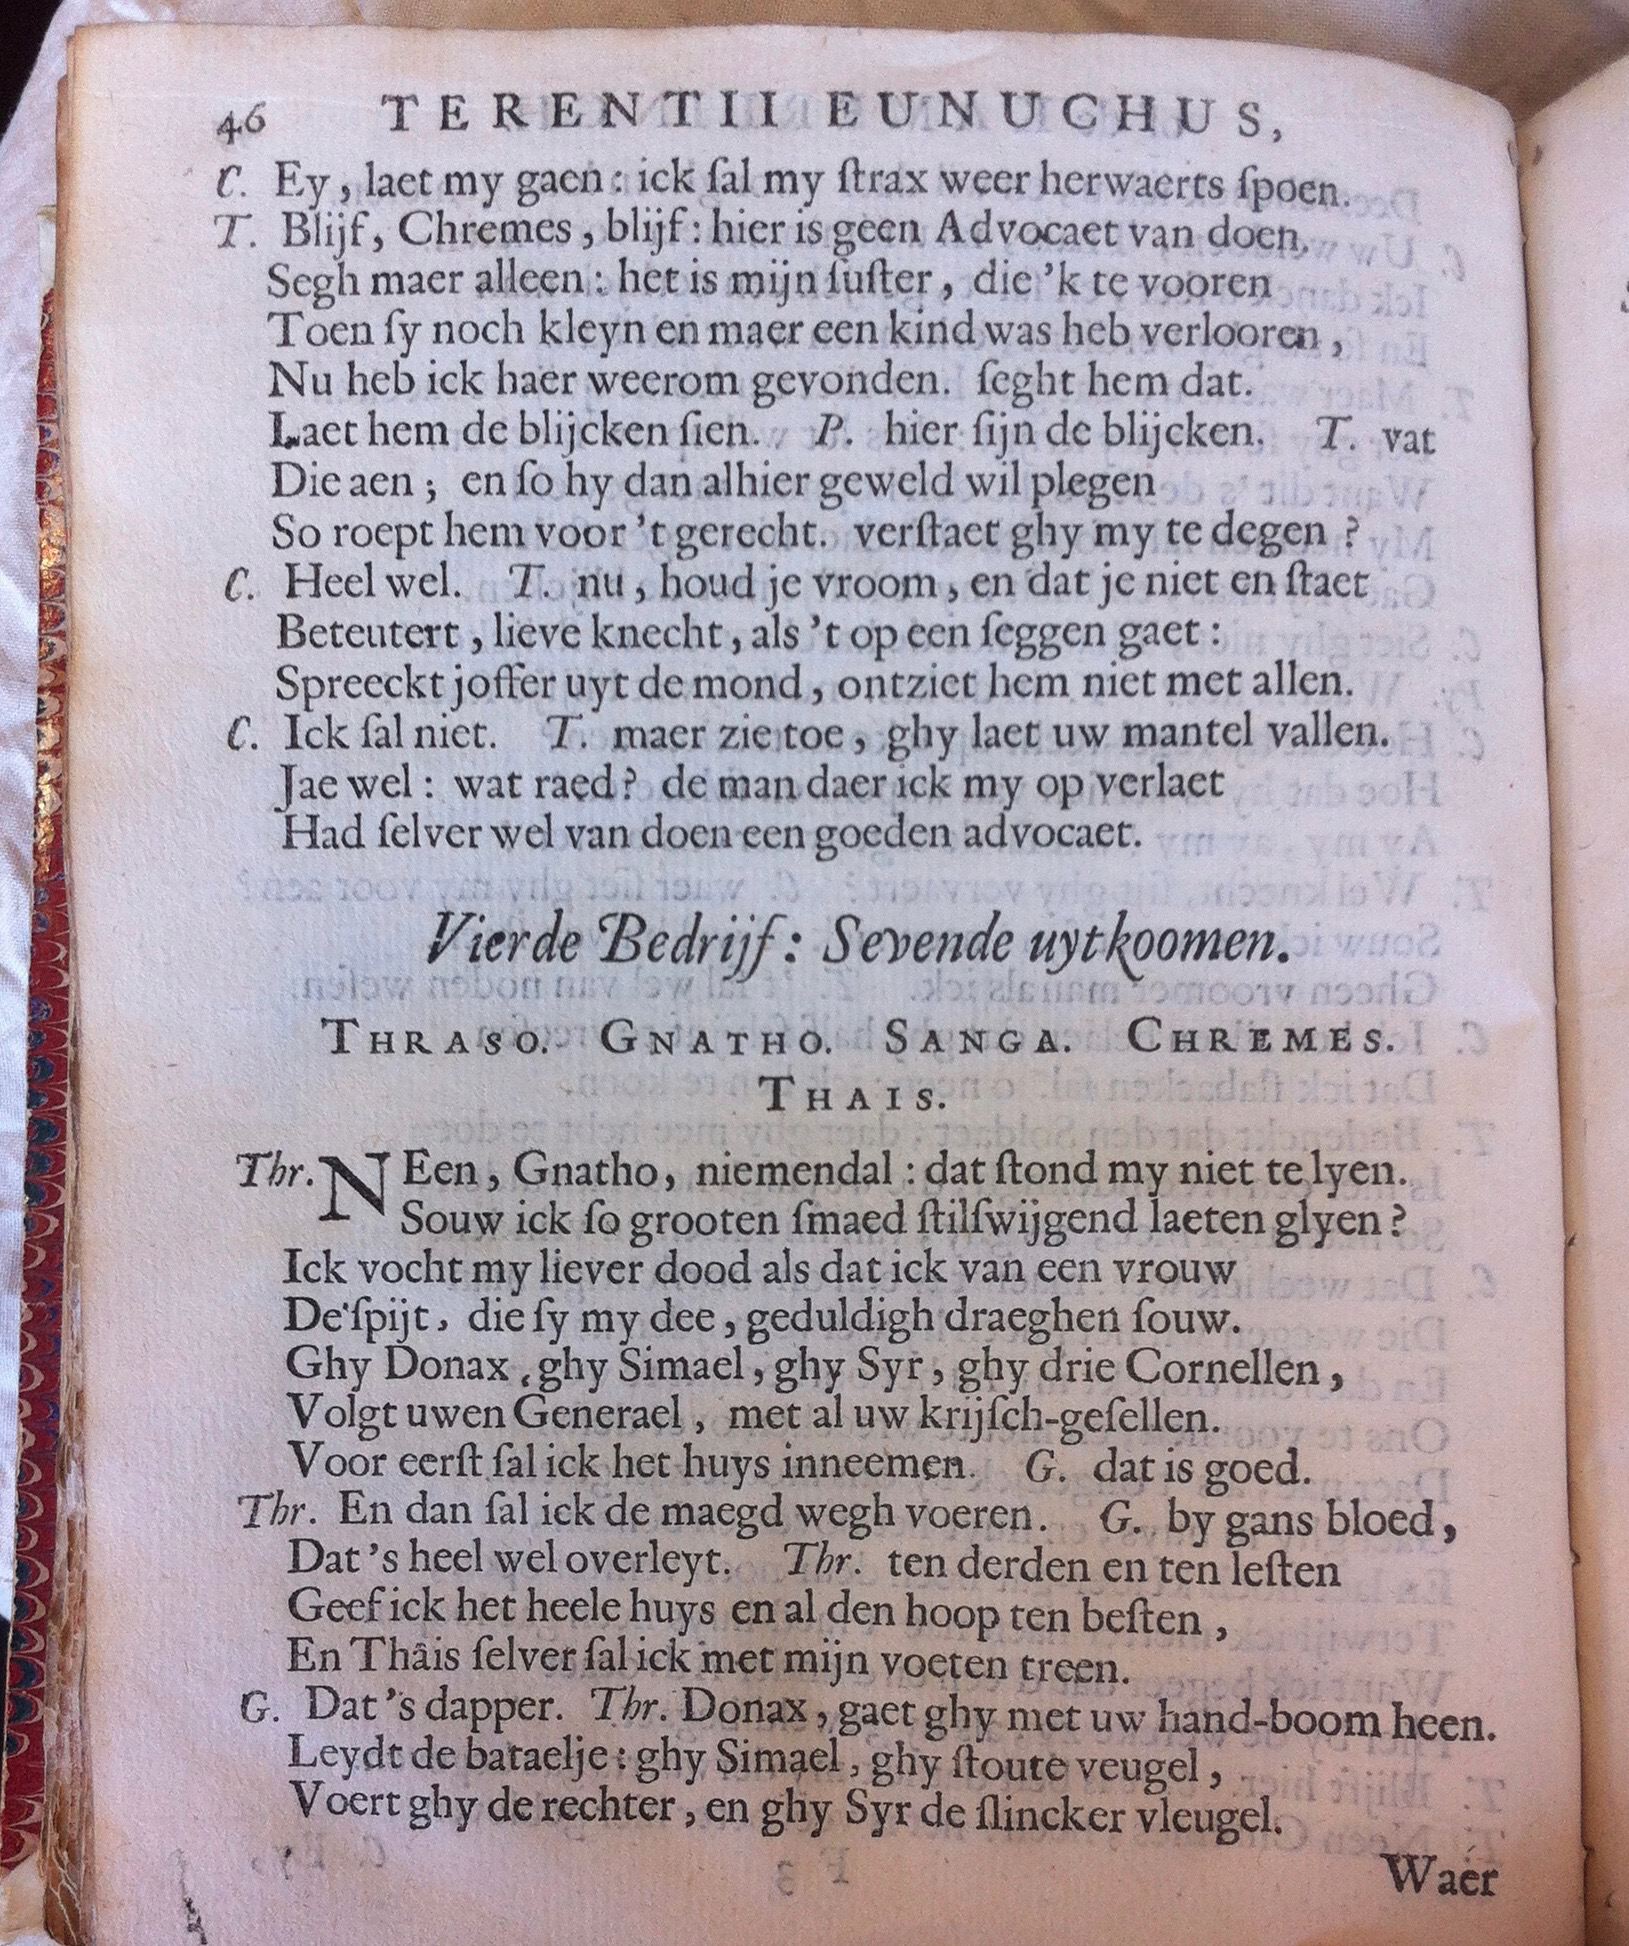 46 TERENTII EUNUCHUS,
C. Ey, laet my gaen: ick ſal my ſtrax weer herwaerts ſpoen.
T. Blijf, Chremes, blijf: hier is geen Advocaet van doen.
Segh maer alleen: het is mijn ſuſter, die 'k te vooren
Toen ſy noch kleyn en maer een kind was heb verlooren,
Nu heb ick haer weerom gevonden. ſeght hem dat.
Laet hem de blijcken ſien. P. hier ſijn de blijcken. T. vat
Die aen; en ſo hy dan alhier geweld wil plegen
So roept hem voor 't gerecht. verſtaet ghy my te degen?
C. Heel wel. T. nu, houd je vroom, en dat je niet en ſtaet
Beteutert, lieve knecht, als 't op een ſeggen gaet:
Spreeckt joffer uyt de mond, ontziet hem niet met allen.
C. Ick ſal niet. T. maer zie toe, ghy laet uw mantel vallen.
Jae wel: wat raed? de man daer ick my op verlaet
Had ſelver wel van doen een goeden advocaet.
Vierde Bedrijf: Sevende uytkoomen.
THRASO. GNATHO. SANGA. CHREMES.
THAIS.
Thr. NEen, Gnatho, niemendal: dat ſtond my niet te lyen.
Souw ick ſo grooten ſmaed ſtilſwijgend laeten glyen?
Ick vocht my liever dood als dat ick van een vrouw
De'ſpijt, die ſy my dee, geduldigh draeghen ſouw.
Ghy Donax, ghy Simael, ghy Syr, ghy drie Cornellen,
Volgt uwen Generael, met al uw krijſch-geſellen.
Voor eerſt ſal ick het huys inneemen. G. dat is goed.
Thr. En dan ſal ick de maegd wegh voeren. G. by gans bloed,
Dat 's heel wel overleyt. Thr. ten derden en ten leſten
Geef ick het heele huys en al den hoop ten beſten,
En Thâis ſelver ſal ick met mijn voeten treen.
G. Dat 's dapper. Thr. Donax, gaet ghy met uw hand-boom heen.
Leydt de bataelje: ghy Simael, ghy ſtoute veugel,
Voert ghy de rechter, en ghy Syr de ſlincker vleugel.
Waer